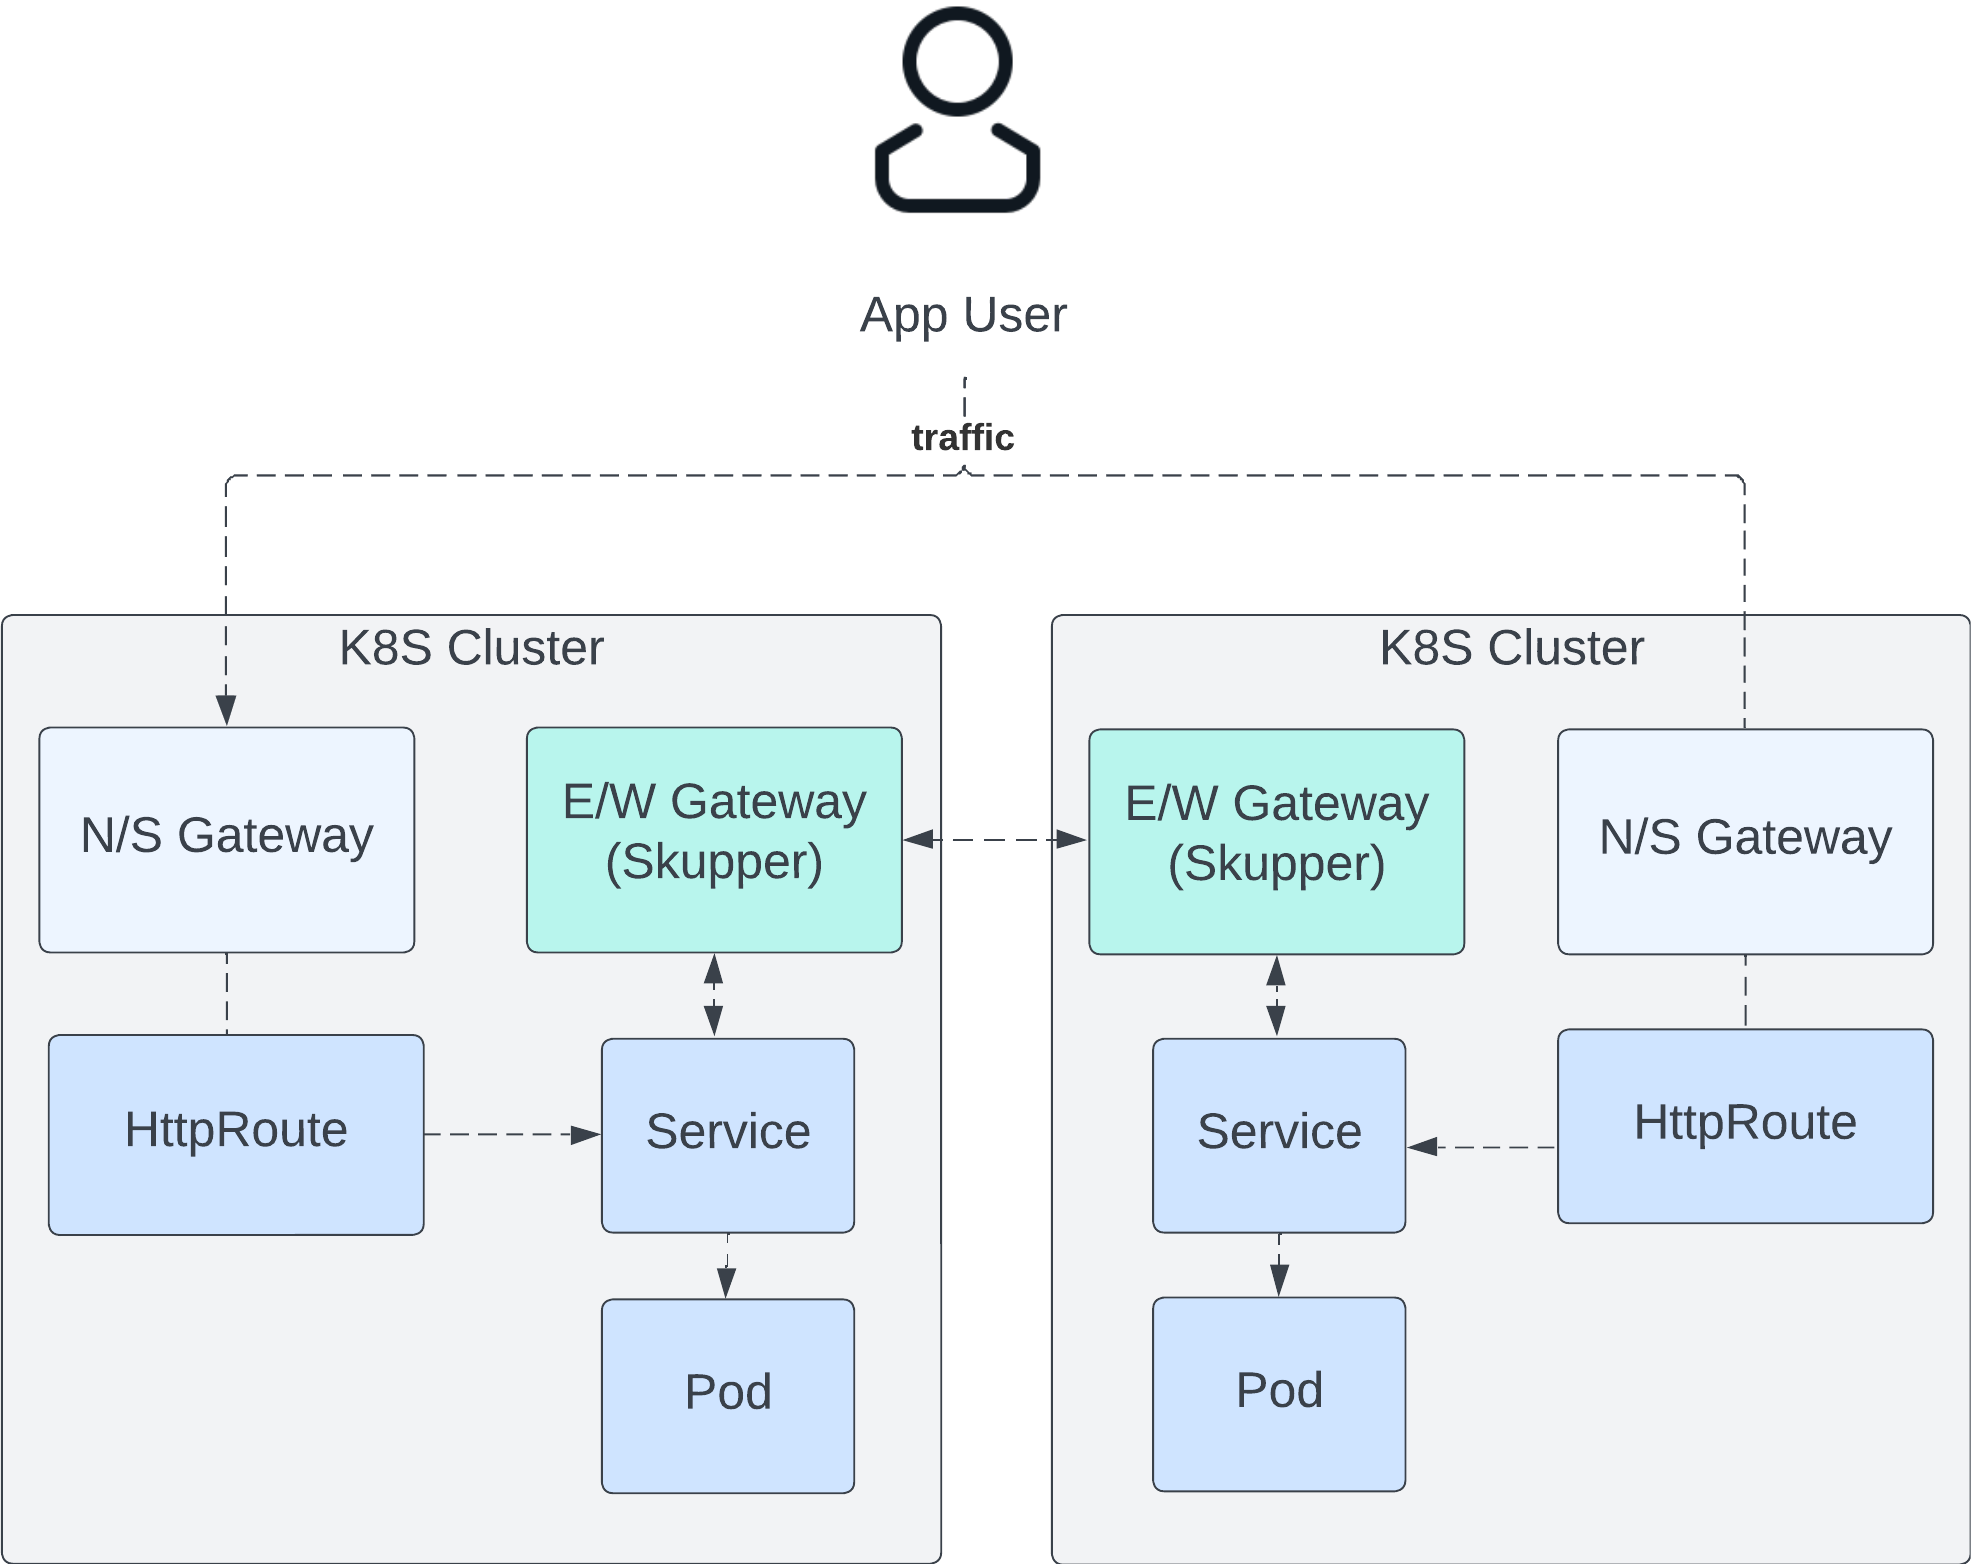 App User
traffic
K8S Cluster
N/S Gateway
E/W Gateway
(Skupper)
HttpRoute
Service
Pod
K8S Cluster
E/W Gateway
(Skupper)
N/S Gateway
Service
HttpRoute
Pod